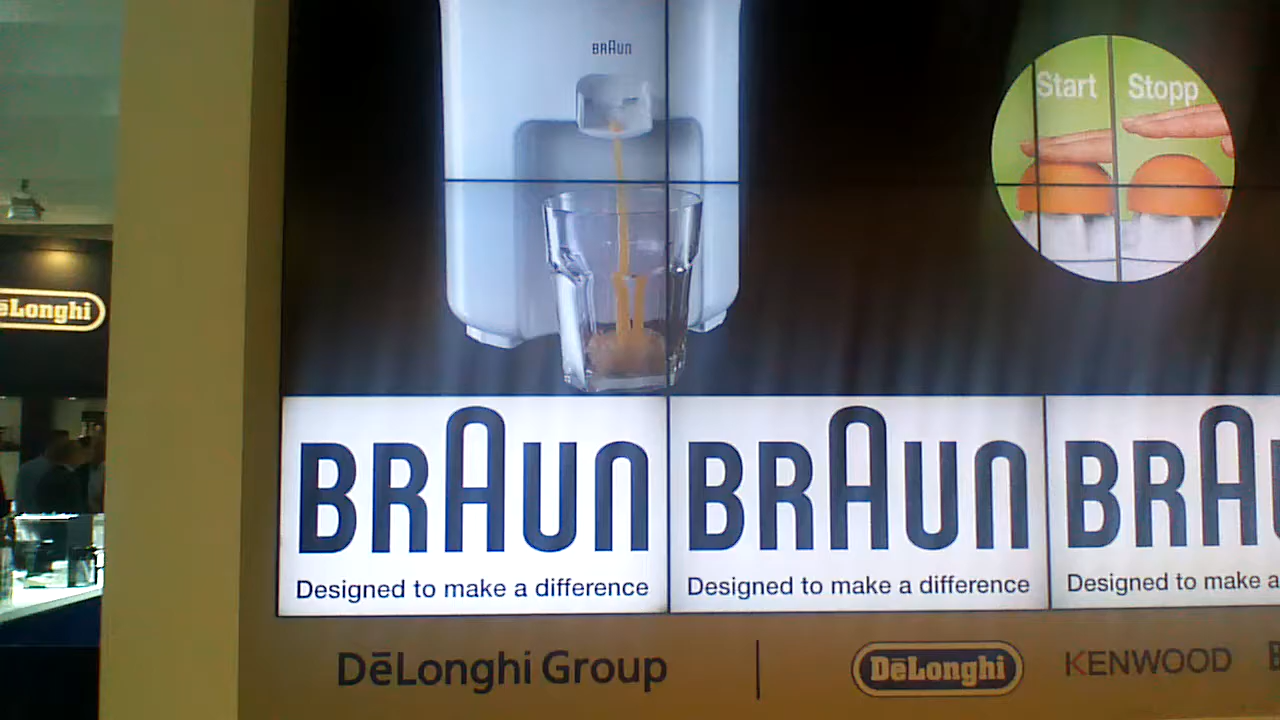 BRAUN
Start
Stopp
DēLonghi
BRAUN
Designed to make a difference
BRAUN
Designed to make a difference
BRAU
Designed to make a
DēLonghi Group
DēLonghi
KENWOOD